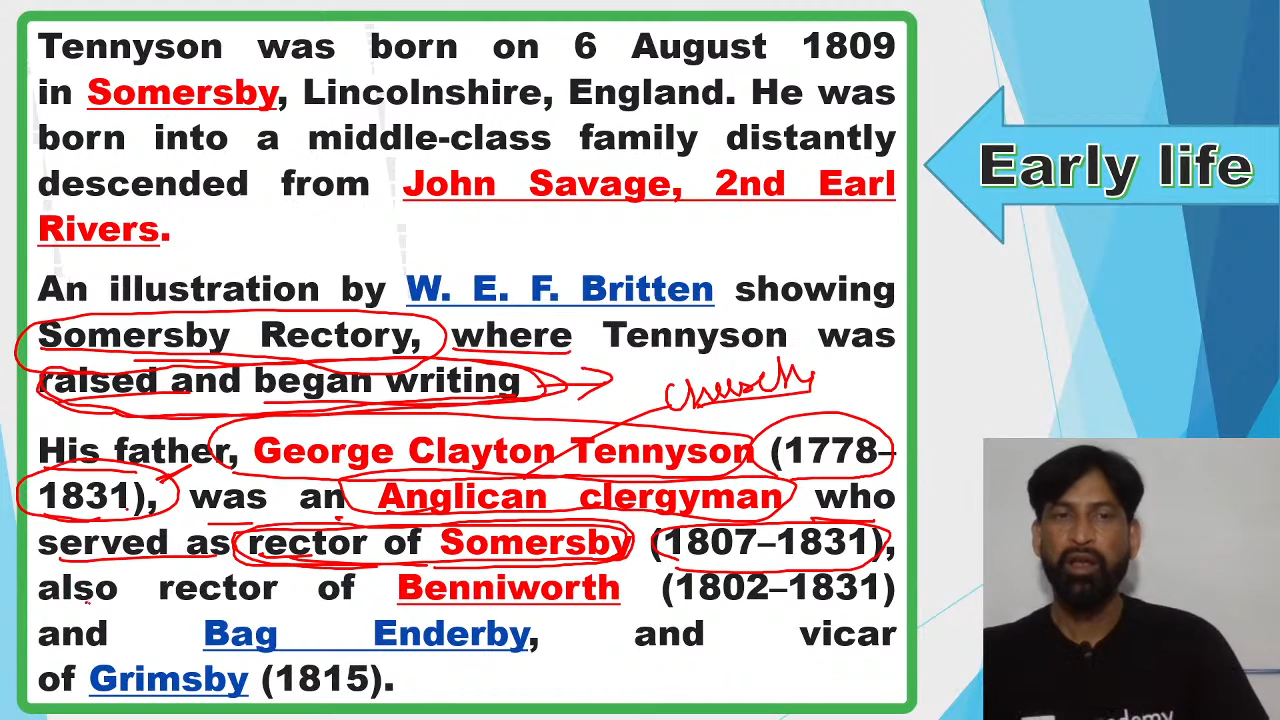 Tennyson was born on 6 August 1809
in Somersby, Lincolnshire, England. He was
born into a middle-class family distantly
descended from John Savage, 2nd Earl
Rivers.
An illustration by W. E. F. Britten showing
Somersby Rectory, where Tennyson was
raised and began writing
church
His father, George Clayton Tennyson (1778–
1831), was an Anglican clergyman who
served as rector of Somersby (1807–1831),
also rector of Benniworth (1802–1831)
and Bag Enderby, and vicar
of Grimsby (1815).
Early life